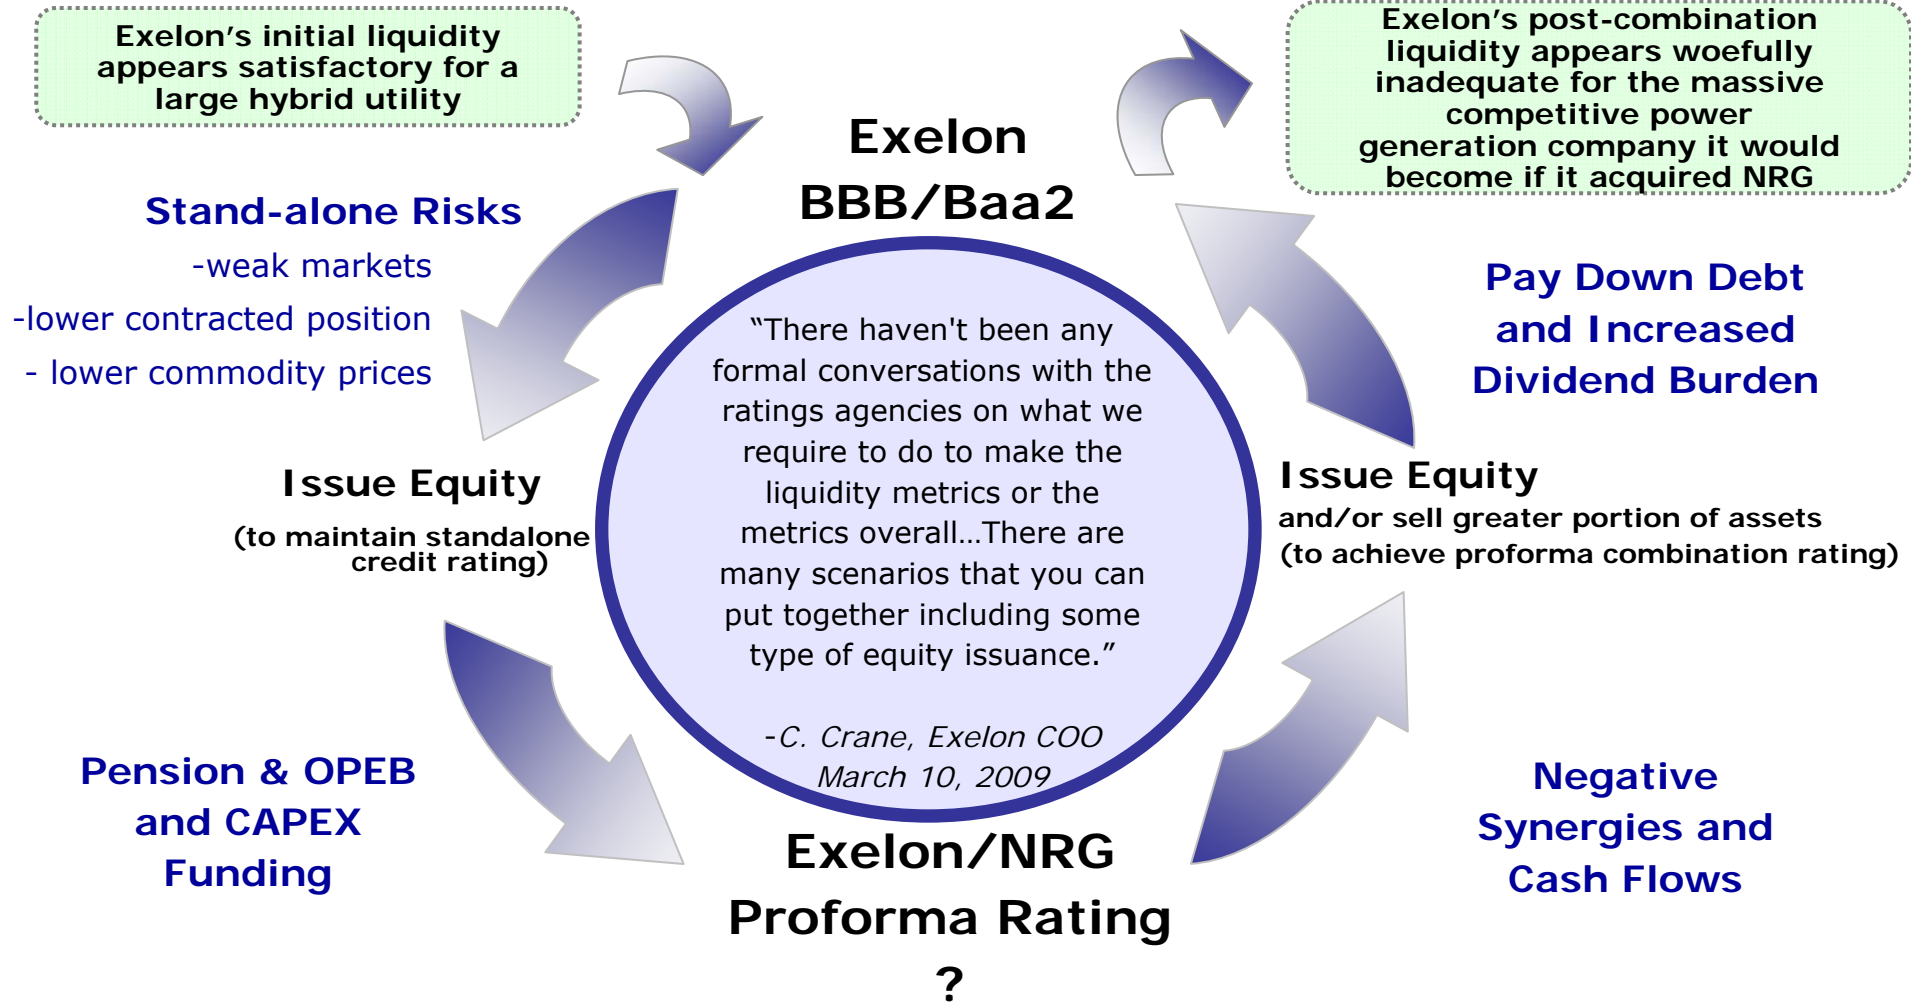 Exelon's initial liquidity
appears satisfactory for a
large hybrid utility
Exelon's post-combination
liquidity appears woefully
inadequate for the massive
competitive power
generation company it would
become if it acquired NRG
Exelon
BBB/Baa2
Stand-alone Risks
-weak markets
-lower contracted position
- lower commodity prices
Issue Equity
(to maintain standalone
credit rating)
Pension & OPEB
and CAPEX
Funding
“There haven't been any
formal conversations with the
ratings agencies on what we
require to do to make the
liquidity metrics or the
metrics overall…There are
many scenarios that you can
put together including some
type of equity issuance.”
-C. Crane, Exelon COO
March 10, 2009
Exelon/NRG
Proforma Rating
?
Pay Down Debt
and Increased
Dividend Burden
Issue Equity
and/or sell greater portion of assets
(to achieve proforma combination rating)
Negative
Synergies and
Cash Flows